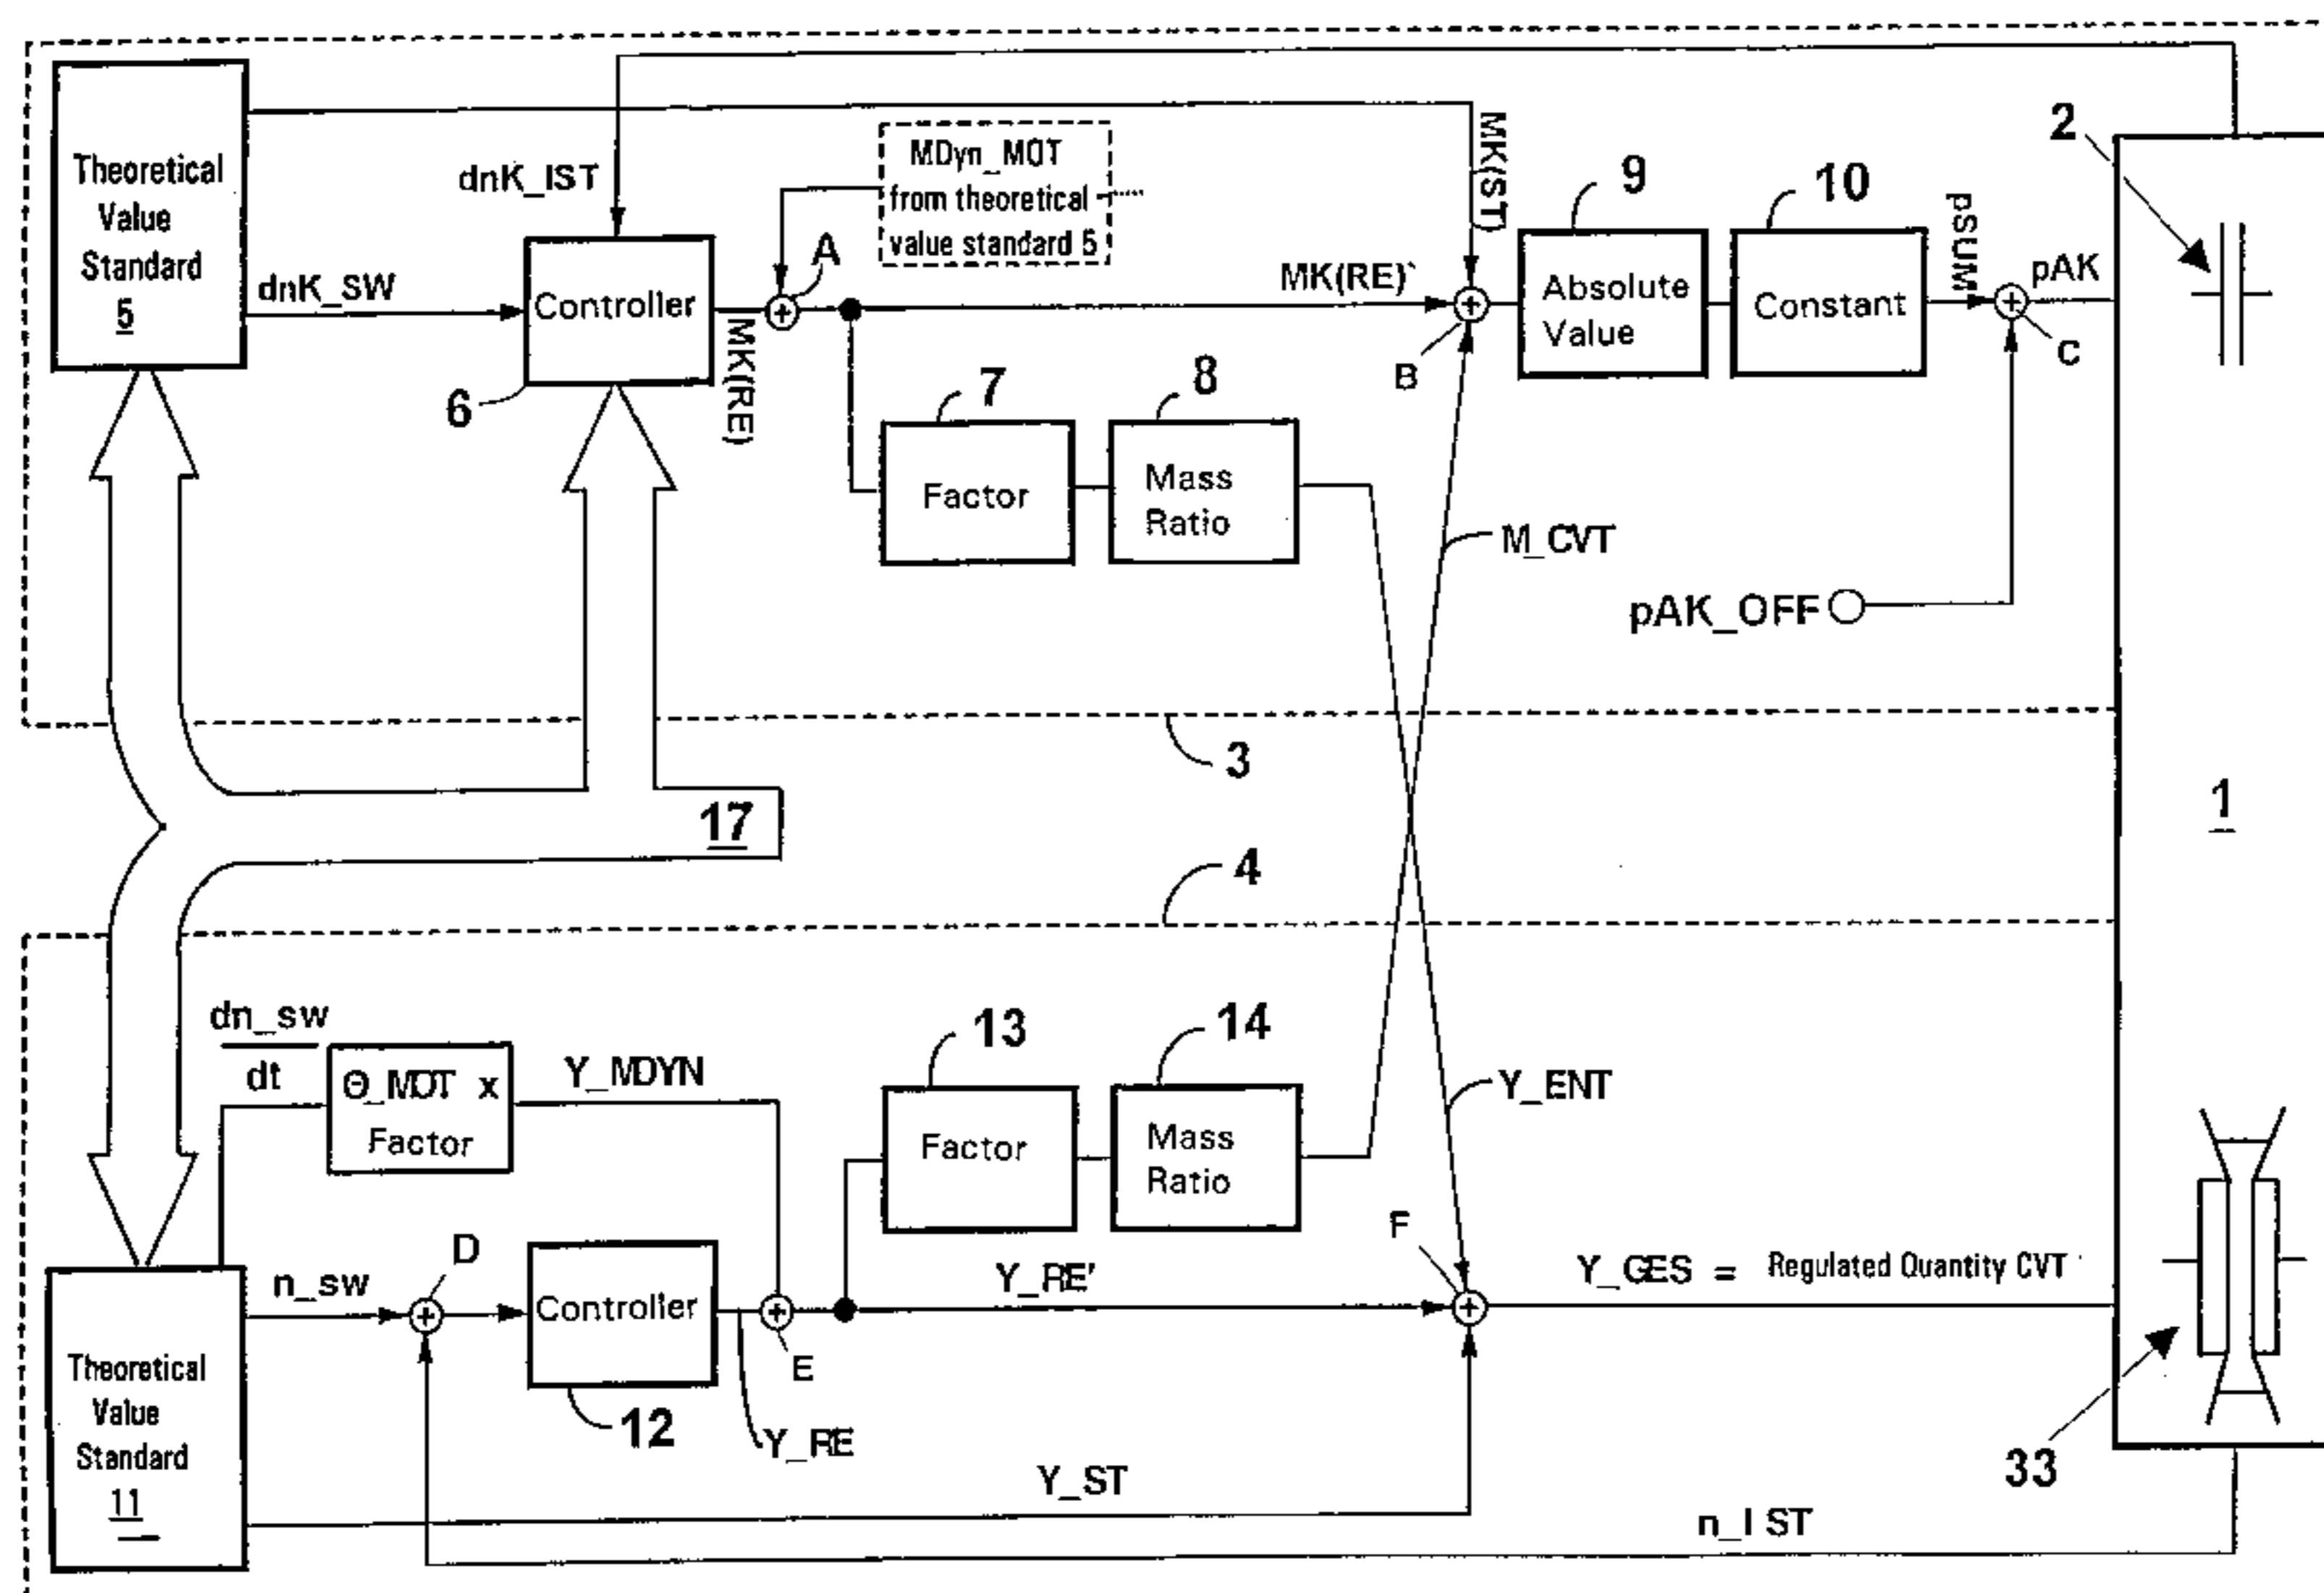 Theoretical
Value
Standard
5
dnK_SW
dnK_IST
Controller
6
MK(RE)
A
MDyn_MOT
from theoretical
value standard 5
MK(RE)`
MK(ST)
B
9
Absolute
Value
10
Constant
pSUM
pAK
C
2
7
Factor
8
Mass
Ratio
M_CVT
pAK_OFF
3
17
4
1
dn_sw
dt
Θ_MOT x
Factor
Y_MDYN
13
Factor
14
Mass
Ratio
Y_ENT
Theoretical
Value
Standard
11
n_sw
D
Controller
12
E
Y_RE
Y_RE'
F
Y_GES = Regulated Quantity CVT
Y_ST
n_IST
33